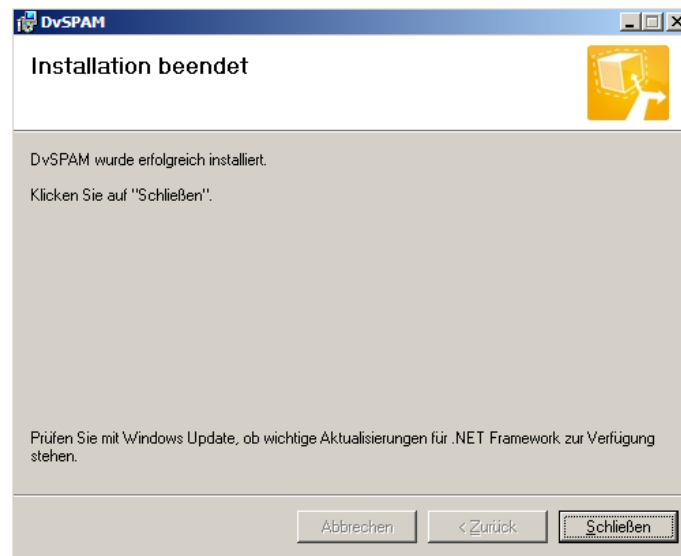 DvSPAM
Installation beendet
DvSPAM wurde erfolgreich installiert.
Klicken Sie auf "Schließen".
Prüfen Sie mit Windows Update, ob wichtige Aktualisierungen für .NET Framework zur Verfügung
stehen.
Abbrechen < Zurück Schließen